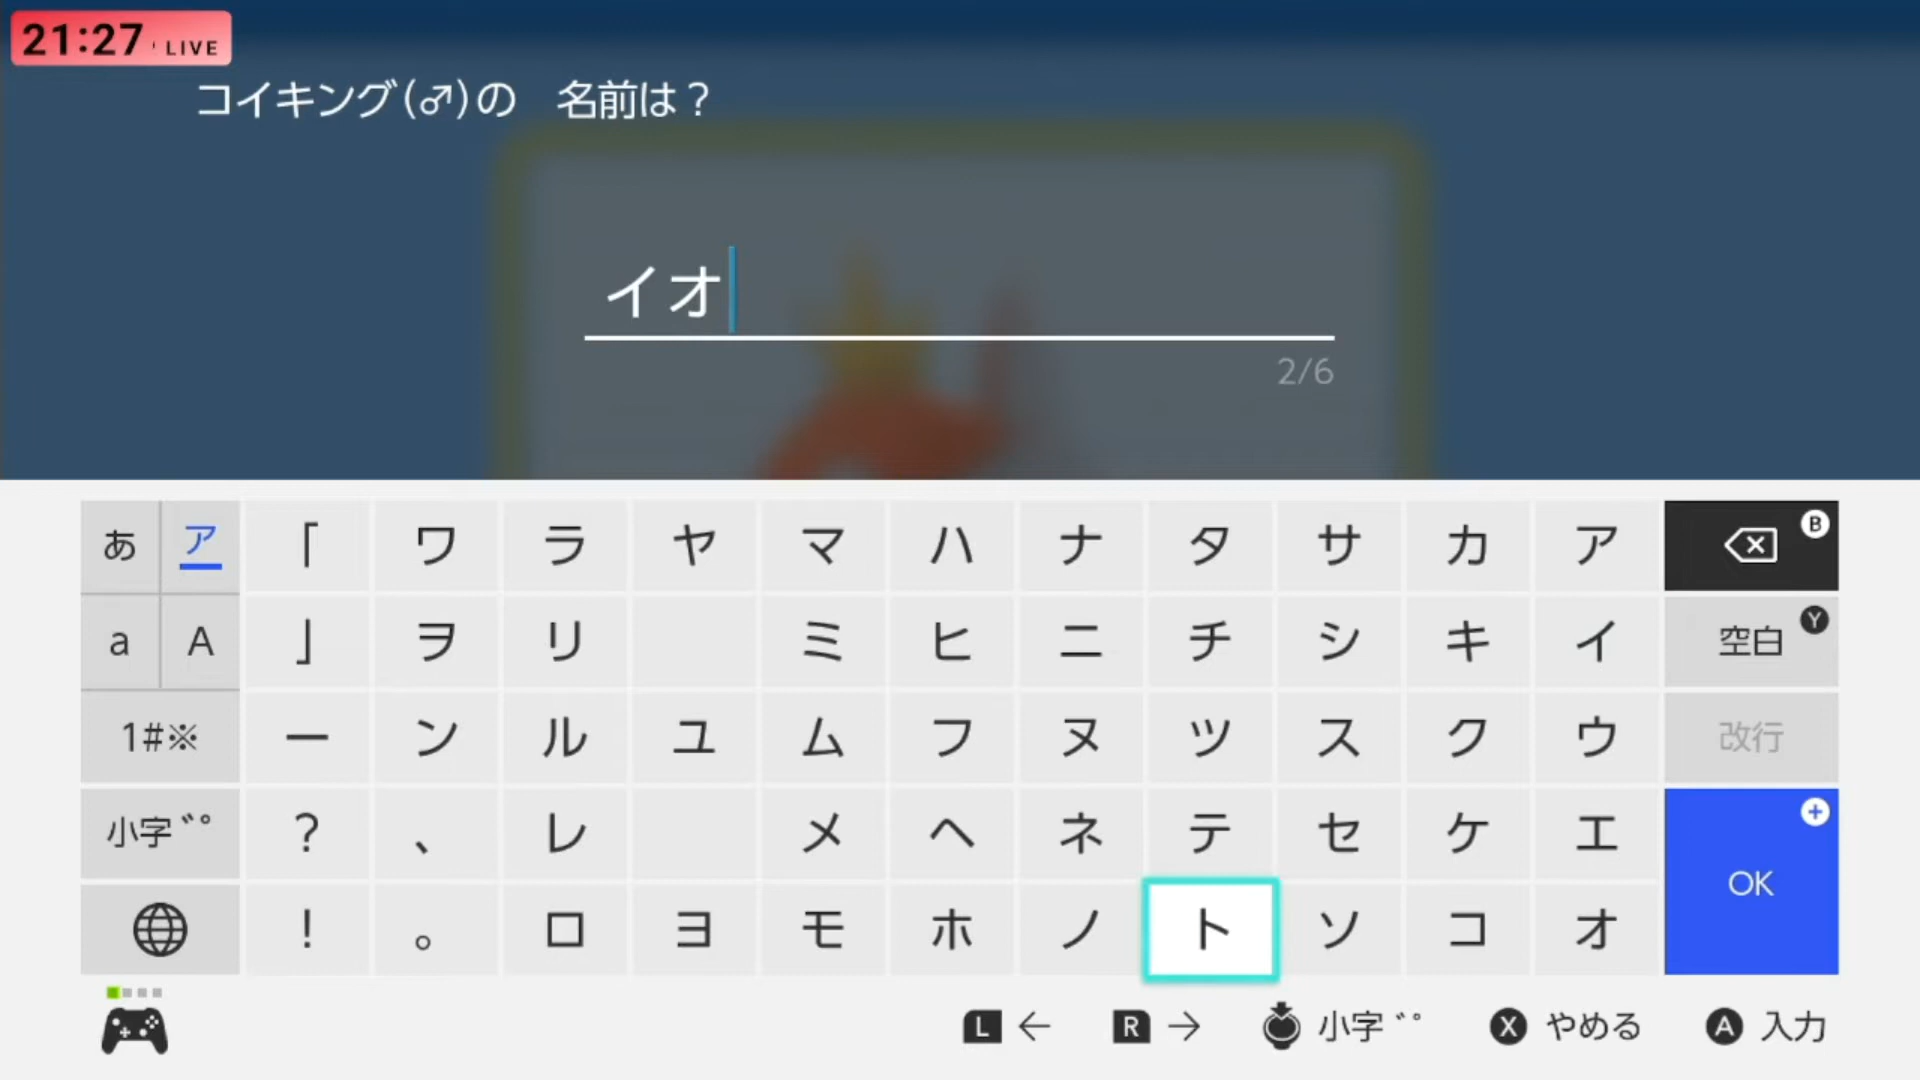 21:27 LIVE
コイキング(♂)の 名前は？
イオ
2/6
あ ア 「 ワ ラ ヤ マ ハ ナ タ サ カ ア B
a A 」 ヲ リ ミ ヒ ニ チ シ キ イ 空白 Y
1#※ ー ン ル ユ ム フ ヌ ツ ス ク ウ 改行
小字゛゜ ？ 、 レ メ ヘ ネ テ セ ケ エ +
！ 。 ロ ヨ モ ホ ノ ト ソ コ オ OK
L ← R → 小字゛゜ X やめる A 入力